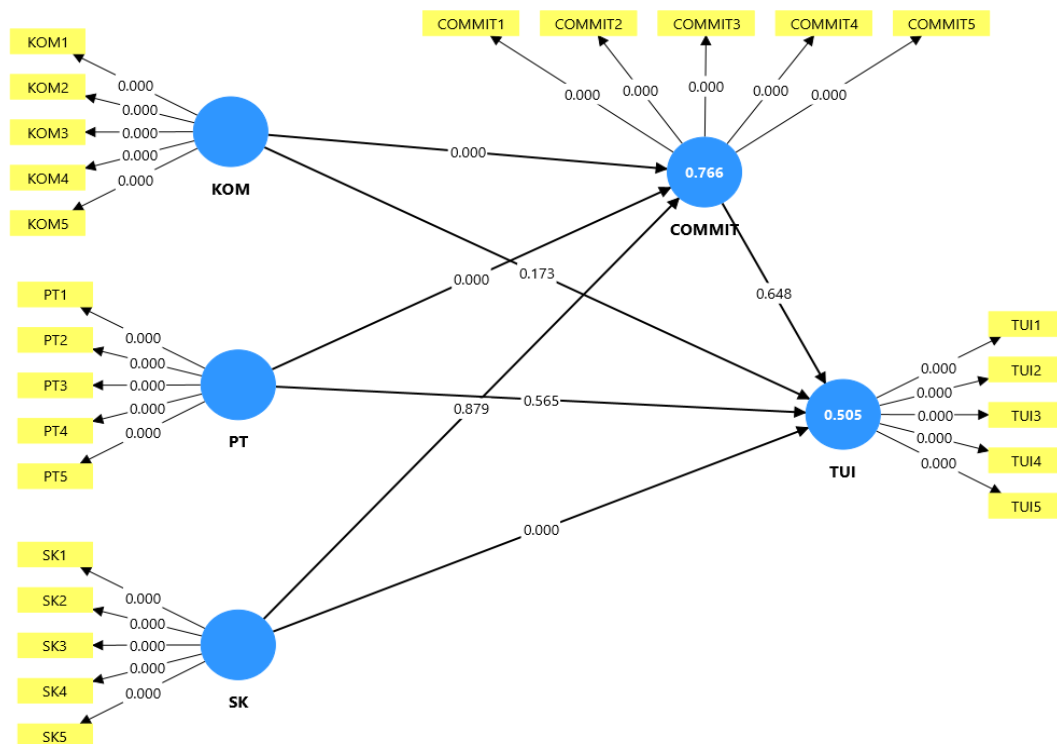 COMMIT1
COMMIT2
COMMIT3
COMMIT4
COMMIT5
0.000
0.000
0.000
0.000
0.000
0.766
COMMIT
KOM1
KOM2
KOM3
KOM4
KOM5
0.000
0.000
0.000
0.000
0.000
KOM
0.000
0.173
0.000
0.648
PT1
PT2
PT3
PT4
PT5
0.000
0.000
0.000
0.000
0.000
PT
0.565
0.879
0.000
TUI1
TUI2
TUI3
TUI4
TUI5
0.000
0.000
0.000
0.000
0.000
0.505
TUI
SK1
SK2
SK3
SK4
SK5
0.000
0.000
0.000
0.000
0.000
SK